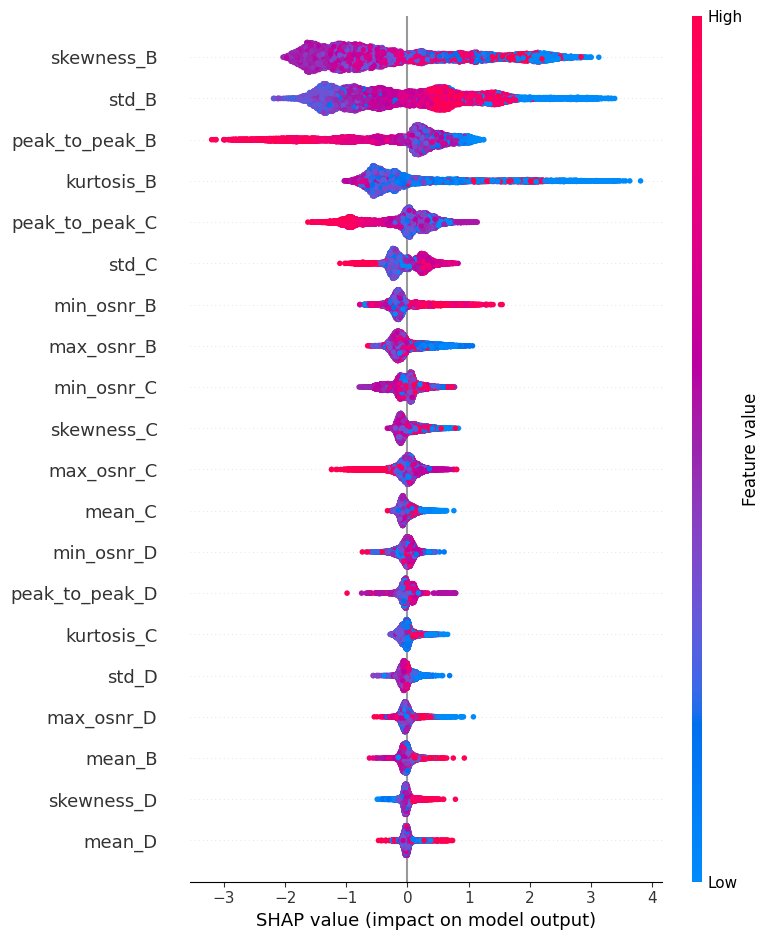 High
skewness_B
std_B
peak_to_peak_B
kurtosis_B
peak_to_peak_C
std_C
min_osnr_B
max_osnr_B
min_osnr_C
skewness_C
max_osnr_C
mean_C
min_osnr_D
peak_to_peak_D
kurtosis_C
std_D
max_osnr_D
mean_B
skewness_D
mean_D
Feature value
Low
−3 −2 −1 0 1 2 3 4
SHAP value (impact on model output)